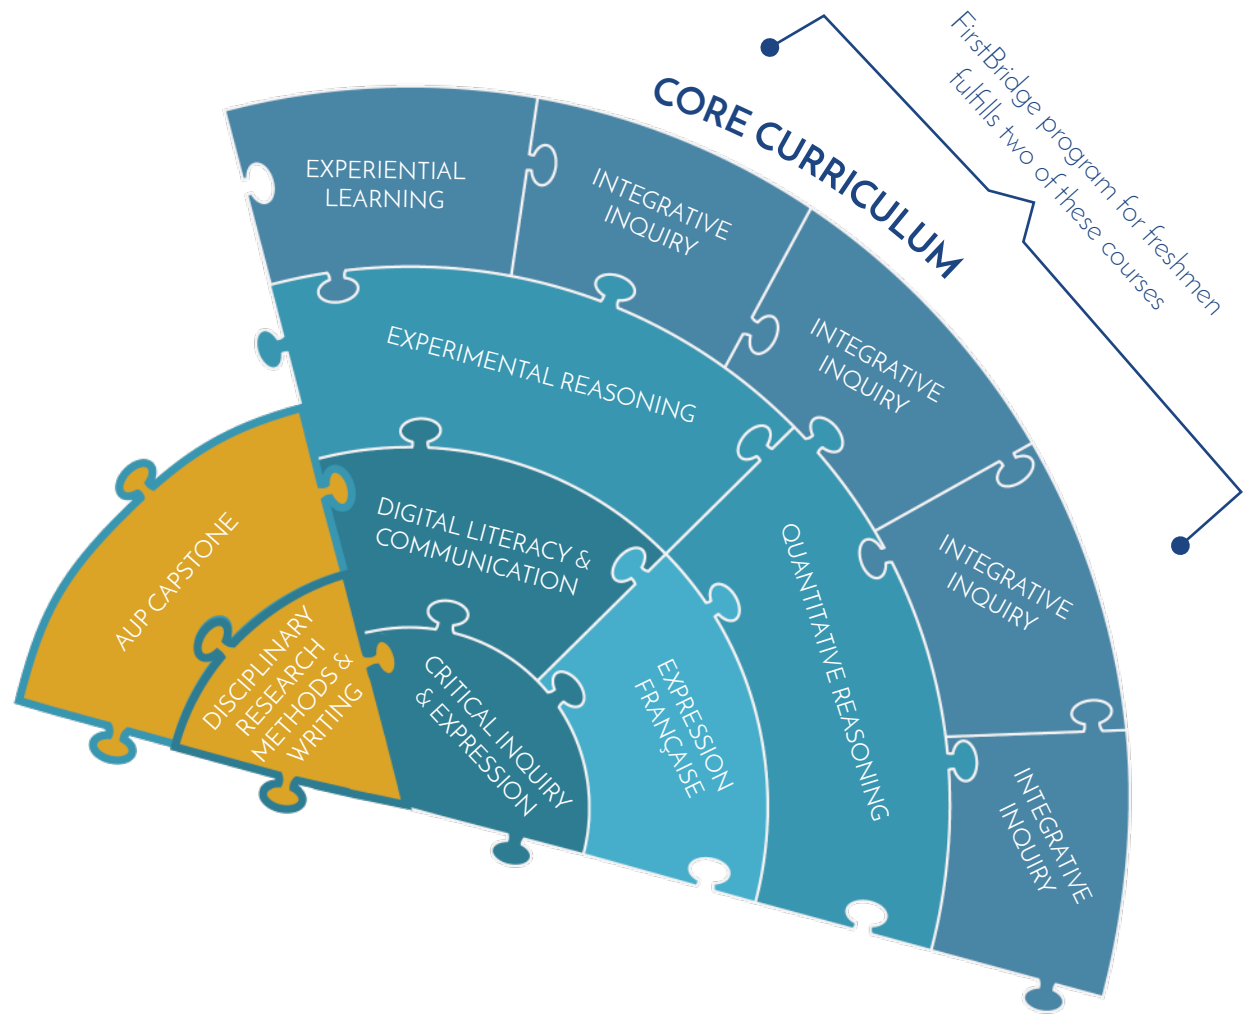 FirstBridge program for freshmen
fulfills two of these courses
CORE CURRICULUM
EXPERIENTIAL
LEARNING
INTEGRATIVE
INQUIRY
INTEGRATIVE
INQUIRY
INTEGRATIVE
INQUIRY
INTEGRATIVE
INQUIRY
EXPERIMENTAL REASONING
QUANTITATIVE REASONING
DIGITAL LITERACY &
COMMUNICATION
EXPRESSION
FRANÇAISE
CRITICAL INQUIRY
& EXPRESSION
AUP CAPSTONE
DISCIPLINARY
RESEARCH
METHODS &
WRITING